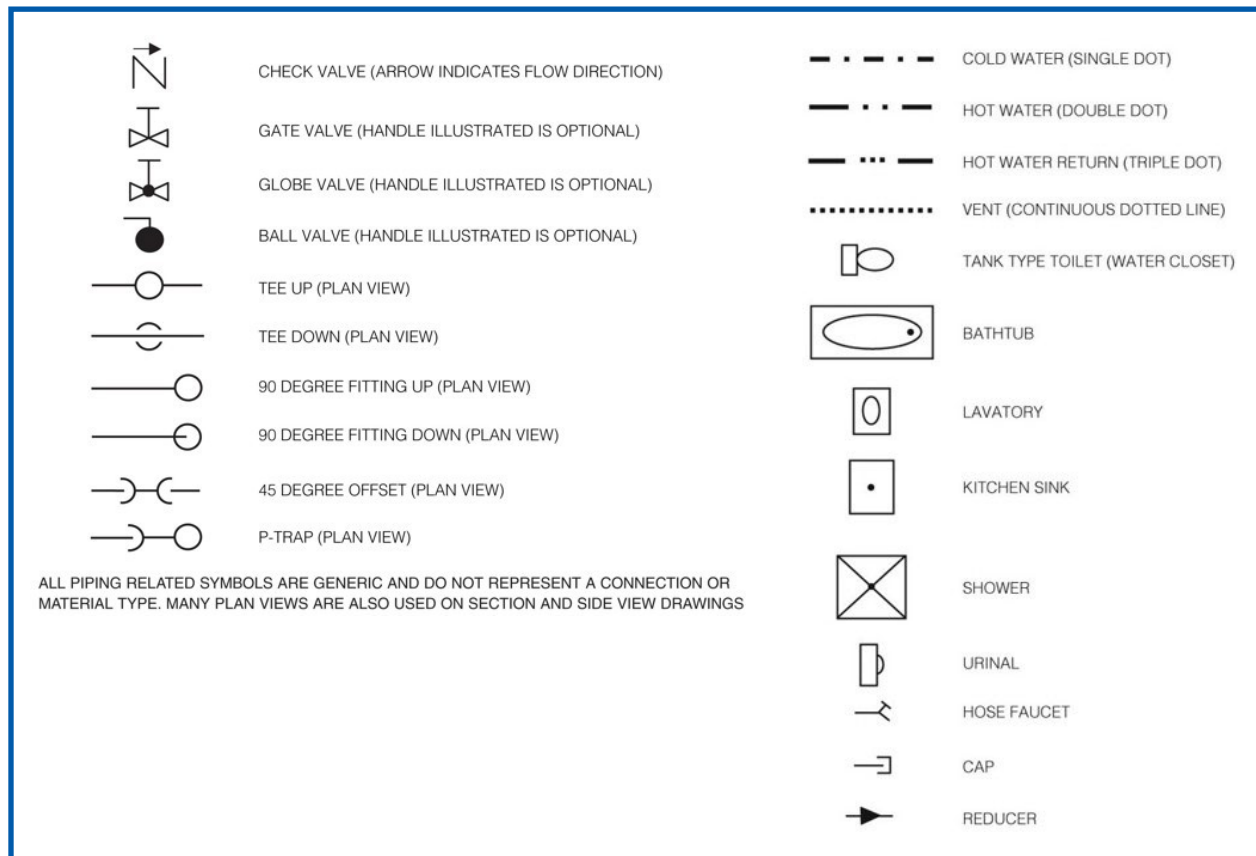 CHECK VALVE (ARROW INDICATES FLOW DIRECTION)
GATE VALVE (HANDLE ILLUSTRATED IS OPTIONAL)
GLOBE VALVE (HANDLE ILLUSTRATED IS OPTIONAL)
BALL VALVE (HANDLE ILLUSTRATED IS OPTIONAL)
TEE UP (PLAN VIEW)
TEE DOWN (PLAN VIEW)
90 DEGREE FITTING UP (PLAN VIEW)
90 DEGREE FITTING DOWN (PLAN VIEW)
45 DEGREE OFFSET (PLAN VIEW)
P-TRAP (PLAN VIEW)
ALL PIPING RELATED SYMBOLS ARE GENERIC AND DO NOT REPRESENT A CONNECTION OR
MATERIAL TYPE. MANY PLAN VIEWS ARE ALSO USED ON SECTION AND SIDE VIEW DRAWINGS
COLD WATER (SINGLE DOT)
HOT WATER (DOUBLE DOT)
HOT WATER RETURN (TRIPLE DOT)
VENT (CONTINUOUS DOTTED LINE)
TANK TYPE TOILET (WATER CLOSET)
BATHTUB
LAVATORY
KITCHEN SINK
SHOWER
URINAL
HOSE FAUCET
CAP
REDUCER